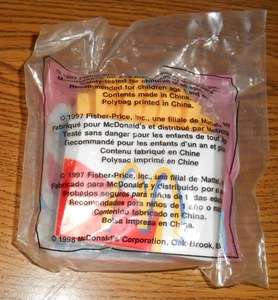 Recommended for children age 1
Contents made in China.
Polybag printed in China.
© 1997 Fisher-Price, Inc., une filiale de Mattel,
Fabriqué pour McDonald's et distribué par McDonald
Testé sans danger pour les enfants de tout
Recommandé pour les enfants d'un an et plus
Contenu fabriqué en Chine
Polysac imprimé en Chine
© 1997 Fisher-Price, Inc., filial de Mattel,
Fabricado para McDonald's y distribuido por
Probados seguros para niños de
Recomendados para niños de 1 año o
Contenido fabricado en China.
Bolsa impresa en China.
© 1998 McDonald's Corporation, Oak Brook,